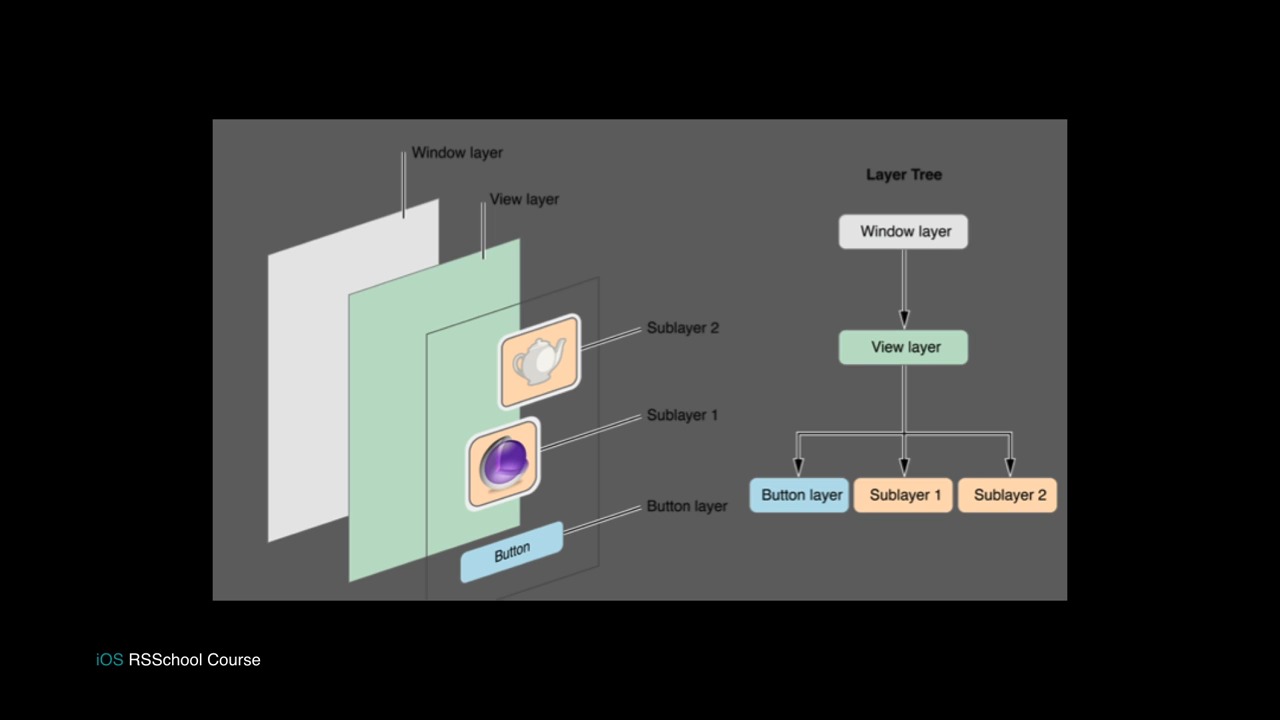 Window layer
View layer
Sublayer 2
Sublayer 1
Button layer
Button
Layer Tree
Window layer
View layer
Button layer
Sublayer 1
Sublayer 2
iOS RSSchool Course